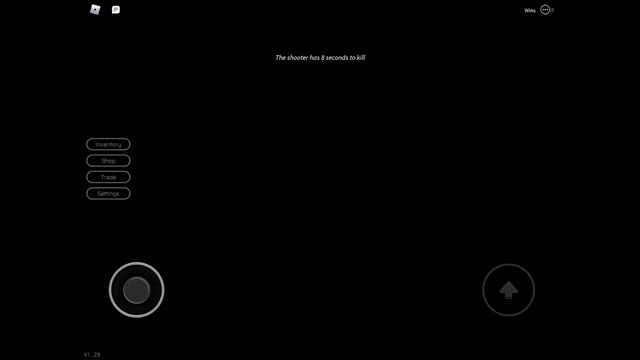 Wins
The shooter has 8 seconds to kill
Inventory
Shop
Trade
Settings
V1.29